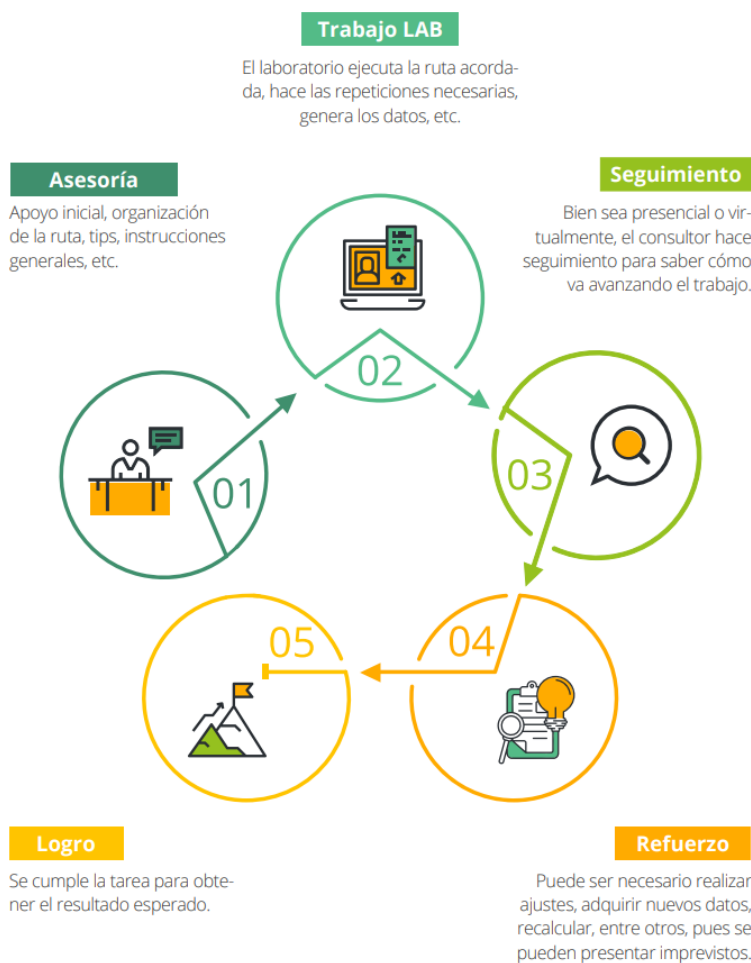 Trabajo LAB
El laboratorio ejecuta la ruta acorda-
da, hace las repeticiones necesarias,
genera los datos, etc.
Asesoría
Apoyo inicial, organización
de la ruta, tips, instrucciones
generales, etc.
Seguimiento
Bien sea presencial o vir-
tualmente, el consultor hace
seguimiento para saber cómo
va avanzando el trabajo.
02
01
03
05
04
Logro
Se cumple la tarea para obte-
ner el resultado esperado.
Refuerzo
Puede ser necesario realizar
ajustes, adquirir nuevos datos,
recalcular, entre otros, pues se
pueden presentar imprevistos.